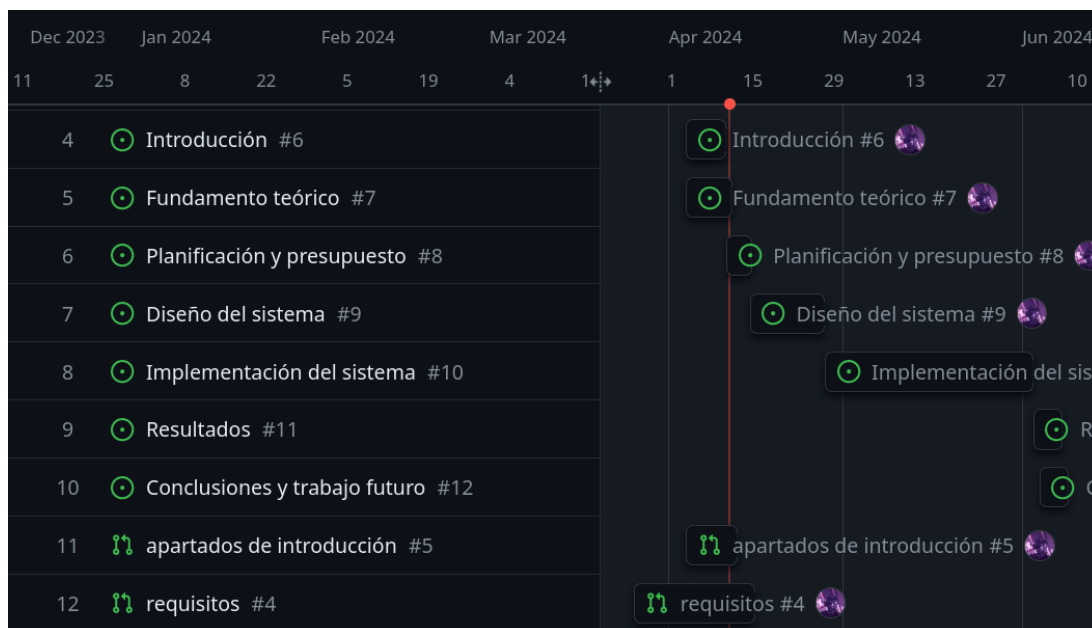 Dec 2023 Jan 2024 Feb 2024 Mar 2024 Apr 2024 May 2024 Jun 2024
11 25 8 22 5 19 4 1 15 29 13 27 10
4 Introducción #6 Introducción #6
5 Fundamento teórico #7 Fundamento teórico #7
6 Planificación y presupuesto #8 Planificación y presupuesto #8
7 Diseño del sistema #9 Diseño del sistema #9
8 Implementación del sistema #10 Implementación del sis
9 Resultados #11 R
10 Conclusiones y trabajo futuro #12
11 apartados de introducción #5 apartados de introducción #5
12 requisitos #4 requisitos #4